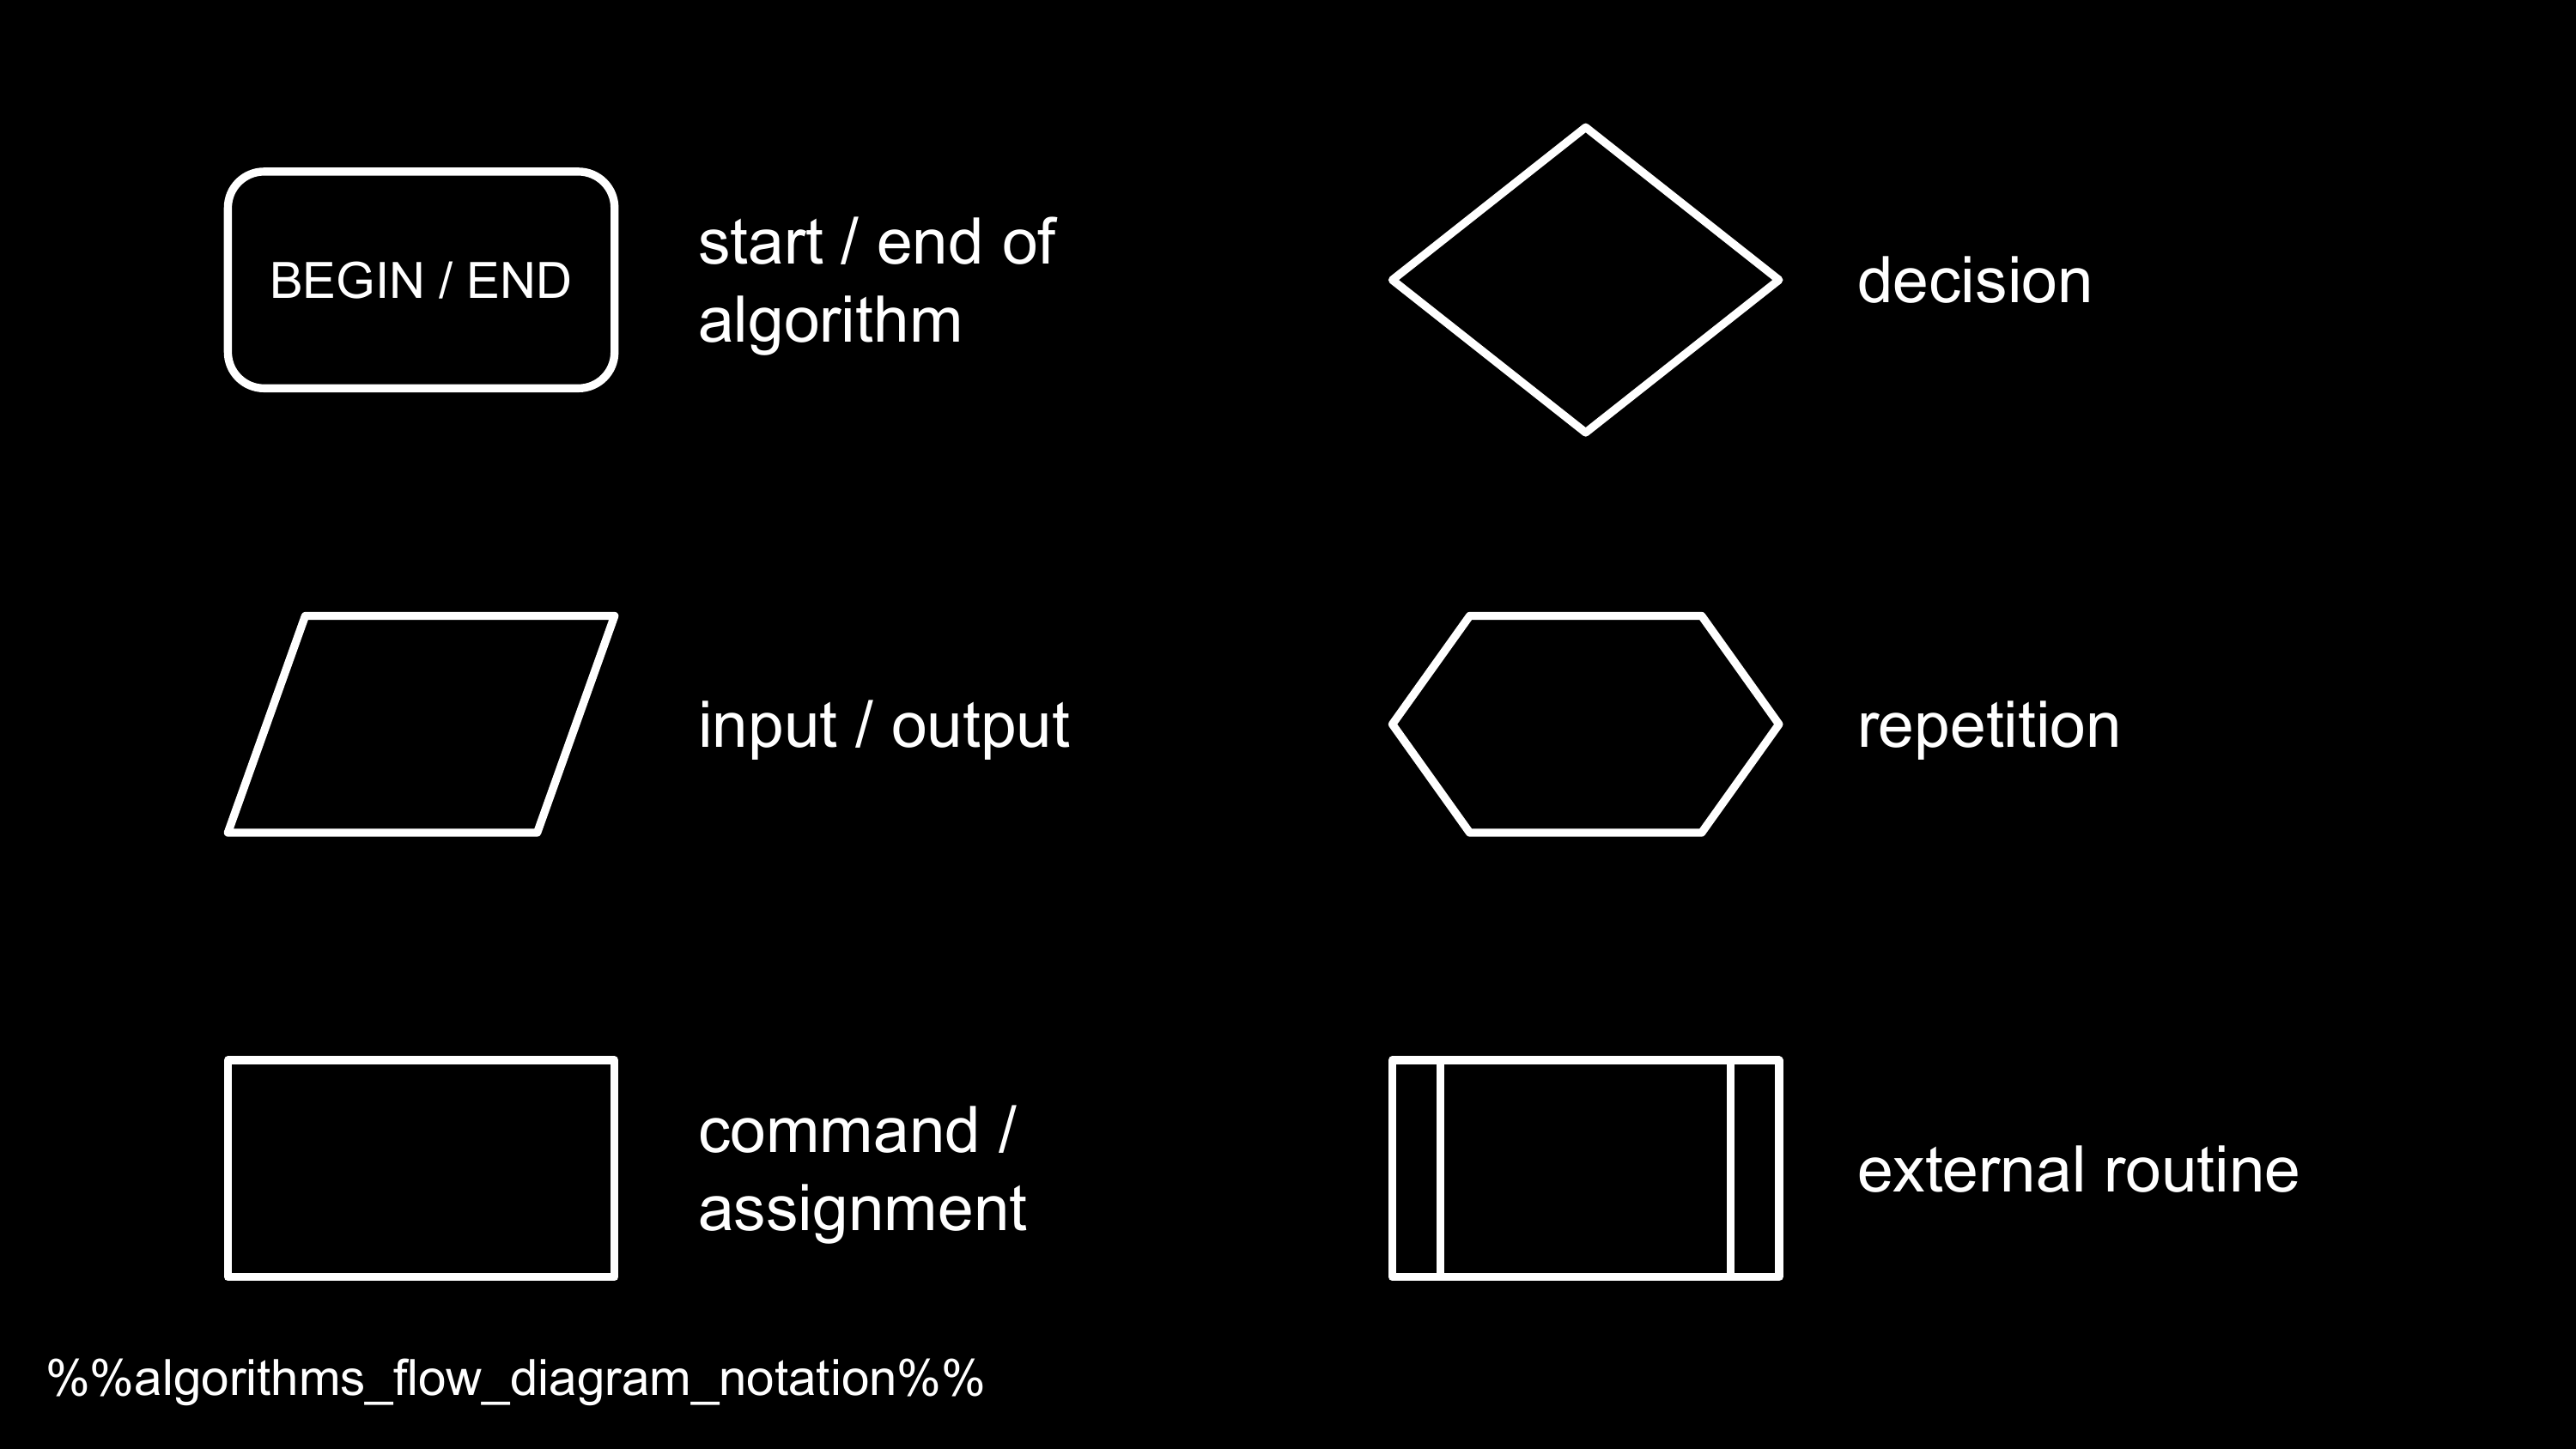 BEGIN / END
start / end of
algorithm
decision
input / output
repetition
command /
assignment
external routine
%%algorithms_flow_diagram_notation%%